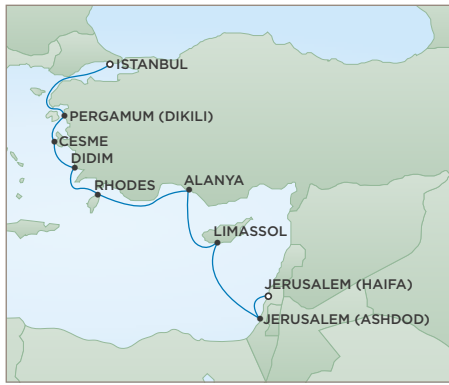 ISTANBUL
PERGAMUM (DIKILI)
CESME
DIDIM
RHODES
ALANYA
LIMASSOL
JERUSALEM (HAIFA)
JERUSALEM (ASHDOD)